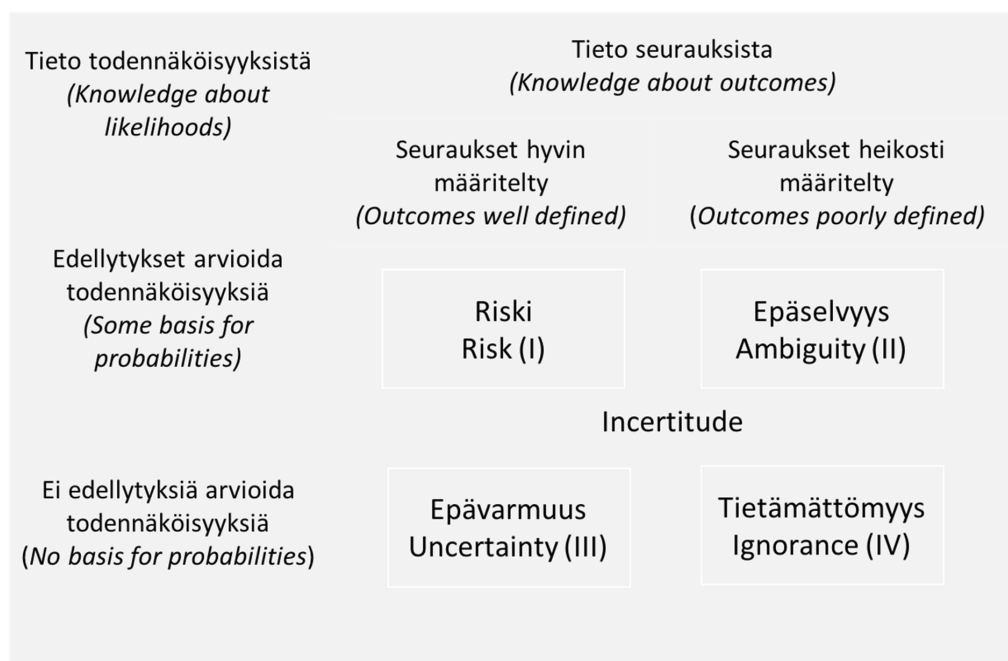 Tieto todennäköisyyksistä
(Knowledge about
likelihoods)
Tieto seurauksista
(Knowledge about outcomes)
Seuraukset hyvin
määritelty
(Outcomes well defined)
Seuraukset heikosti
määritelty
(Outcomes poorly defined)
Edellytykset arvioida
todennäköisyyksiä
(Some basis for
probabilities)
Riski
Risk (I)
Epäselvyys
Ambiguity (II)
Incertitude
Ei edellytyksiä arvioida
todennäköisyyksiä
(No basis for probabilities)
Epävarmuus
Uncertainty (III)
Tietämättömyys
Ignorance (IV)